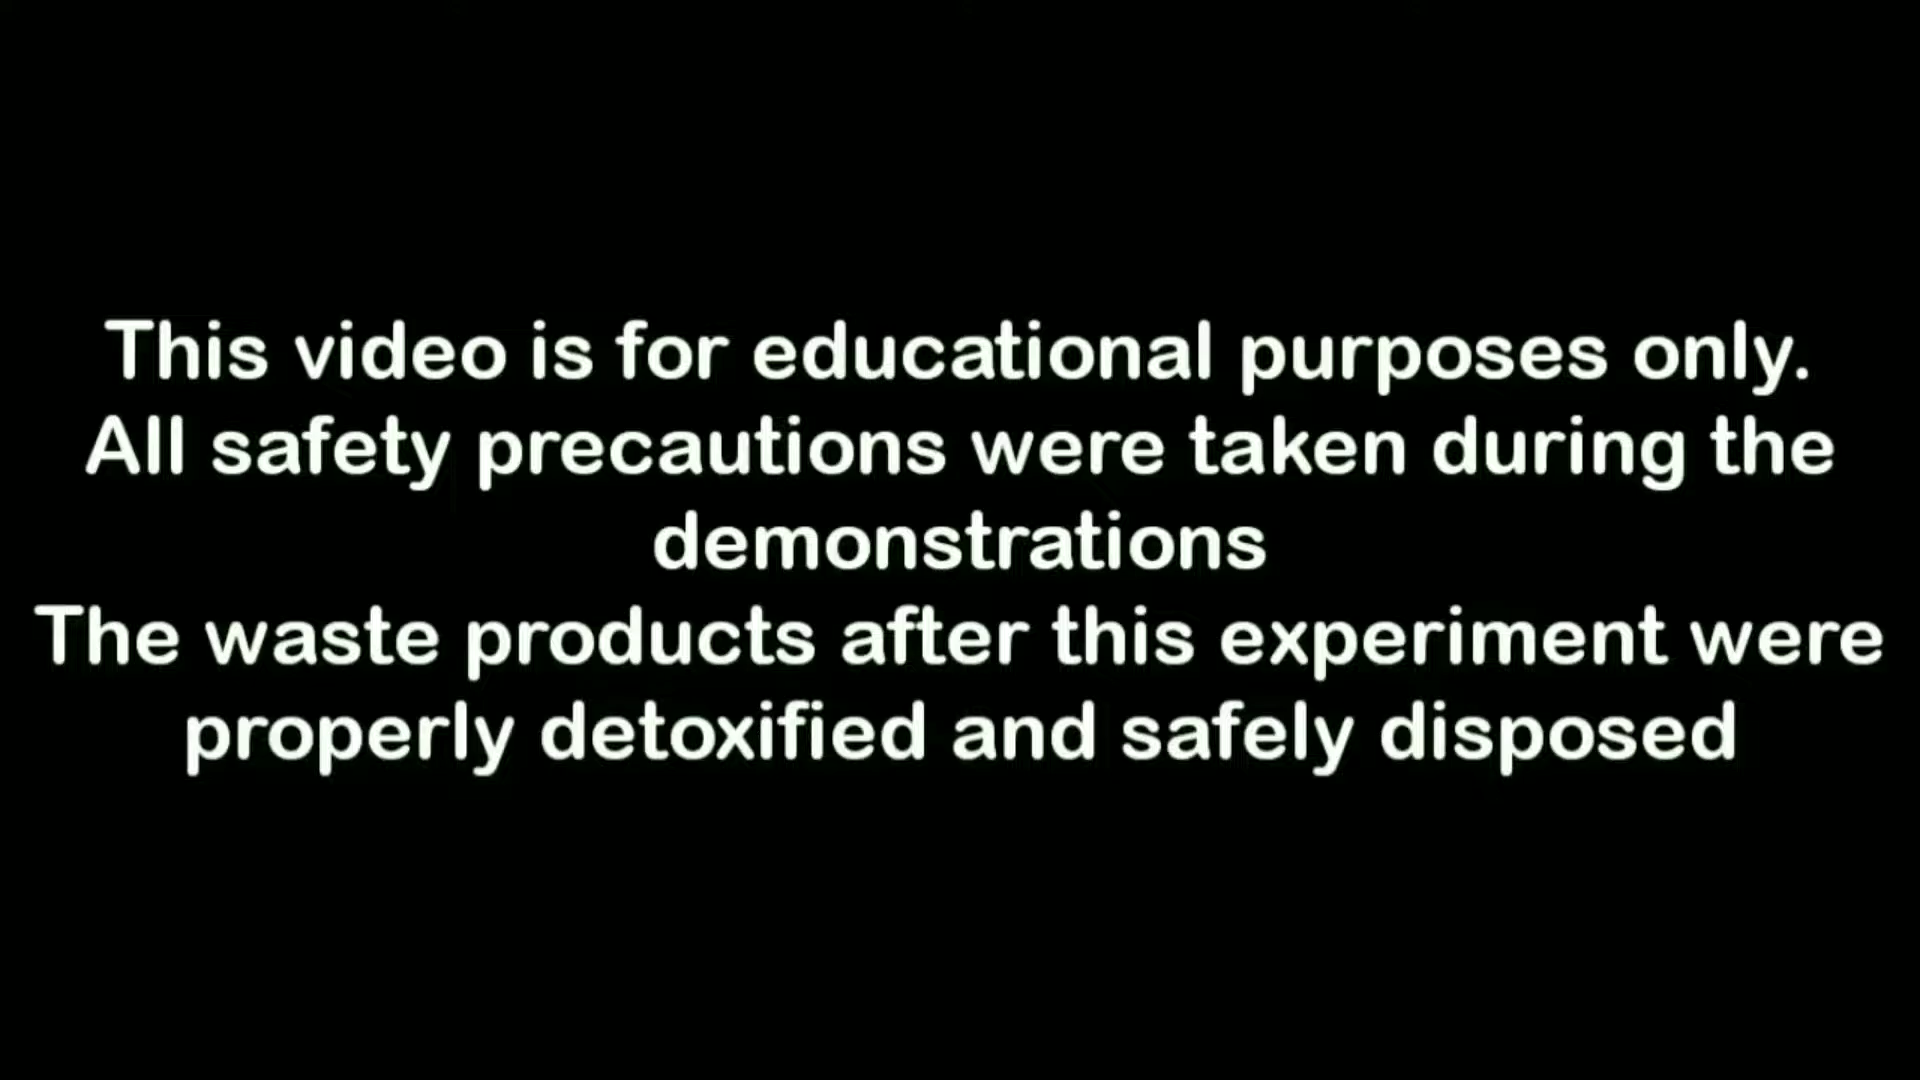 This video is for educational purposes only.
All safety precautions were taken during the
demonstrations
The waste products after this experiment were
properly detoxified and safely disposed